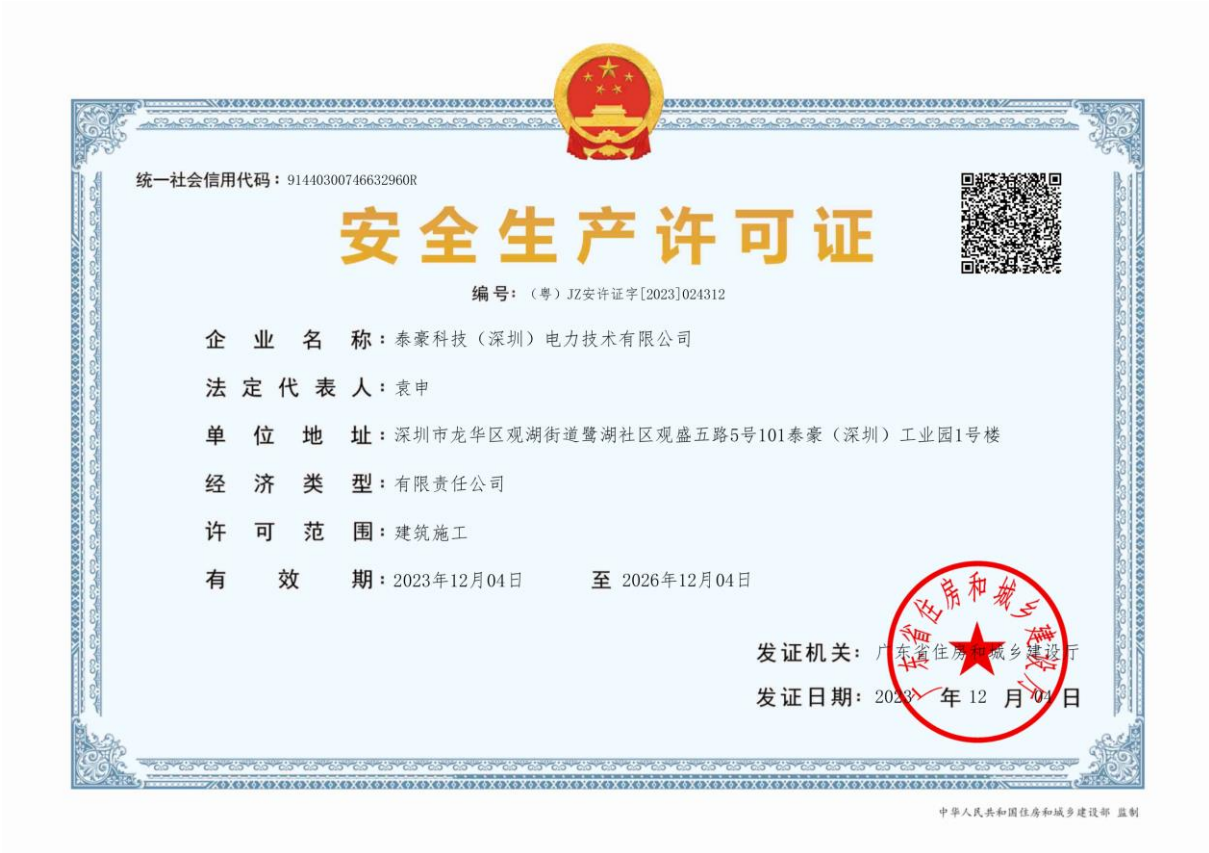 统一社会信用代码：91440300746632960R
安全生产许可证
编号：（粤）JZ安许证字[2023]024312
企业名称：泰豪科技（深圳）电力技术有限公司
法定代表人：袁申
单位地址：深圳市龙华区观湖街道鹭湖社区观盛五路5号101泰豪（深圳）工业园1号楼
经济类型：有限责任公司
许可范围：建筑施工
有效期：2023年12月04日 至 2026年12月04日
广东省住房和城乡建设厅
发证机关：广东省住房和城乡建设厅
发证日期：2023 年 12 月 04 日
中华人民共和国住房和城乡建设部 监制